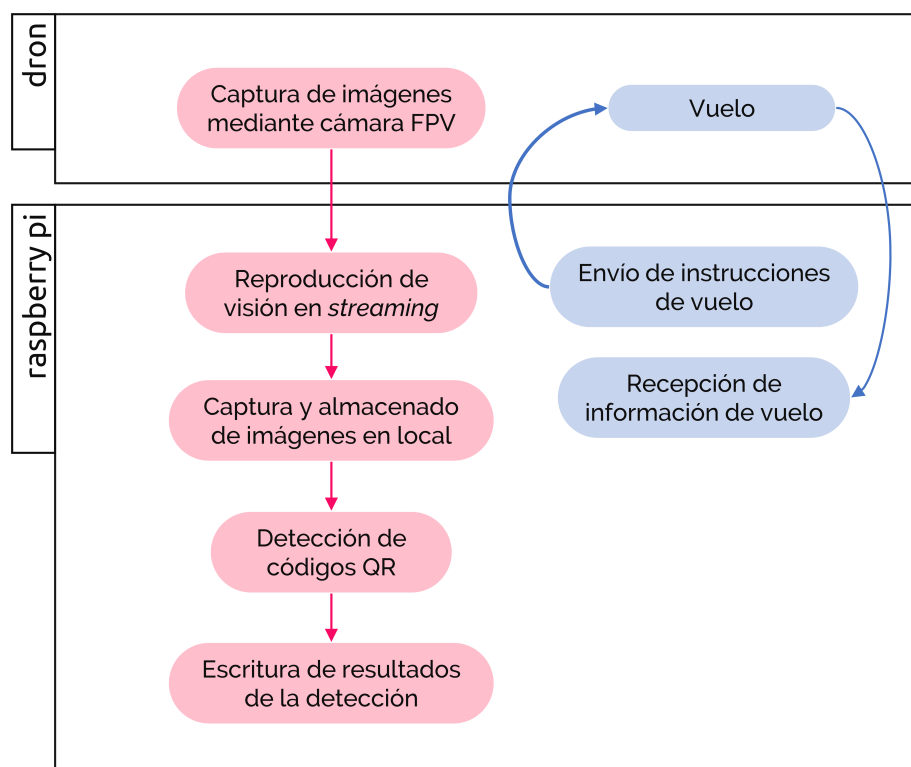 dron
Captura de imágenes
mediante cámara FPV
Vuelo
raspberry pi
Reproducción de
visión en streaming
Envío de instrucciones
de vuelo
Captura y almacenado
de imágenes en local
Recepción de
información de vuelo
Detección de
códigos QR
Escritura de resultados
de la detección